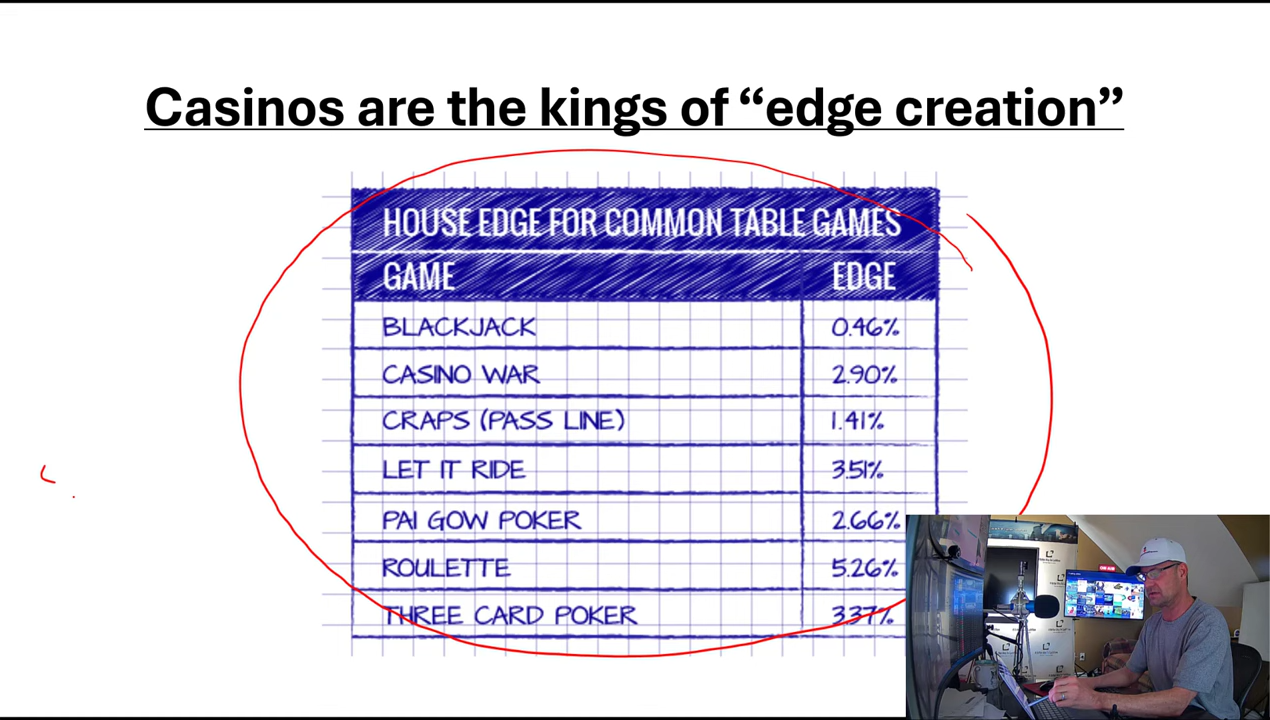 Casinos are the kings of “edge creation”
HOUSE EDGE FOR COMMON TABLE GAMES
GAME EDGE
BLACKJACK 0.46%
CASINO WAR 2.90%
CRAPS (PASS LINE) 1.41%
LET IT RIDE 3.51%
PAI GOW POKER 2.66%
ROULETTE 5.26%
THREE CARD POKER 3.37%